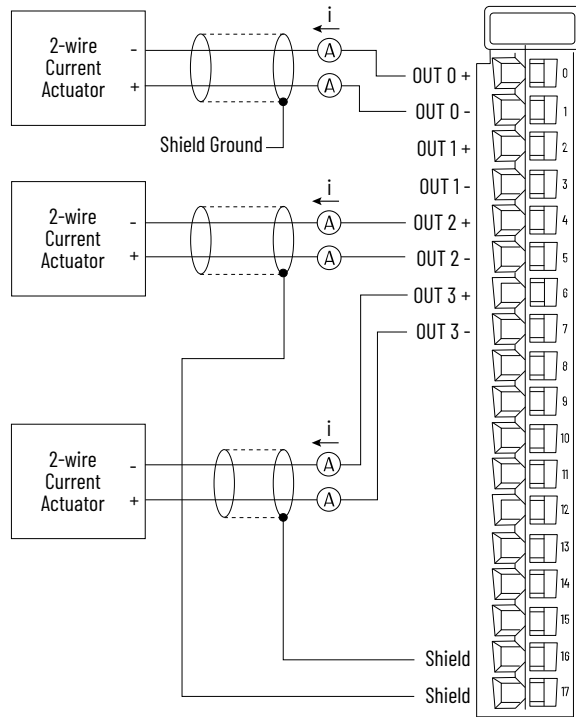 2-wire
Current
Actuator
-
+
i
A
A
Shield Ground
OUT 0 +
OUT 0 -
OUT 1 +
OUT 1 -
OUT 2 +
OUT 2 -
OUT 3 +
OUT 3 -
2-wire
Current
Actuator
-
+
i
A
A
2-wire
Current
Actuator
-
+
i
A
A
Shield
Shield
0
1
2
3
4
5
6
7
8
9
10
11
12
13
14
15
16
17